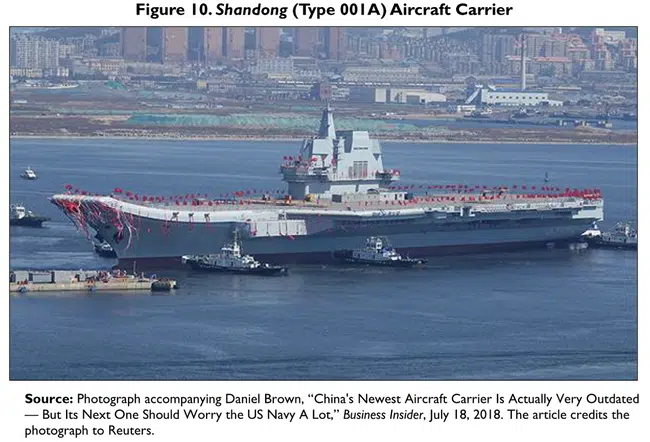 Figure 10. Shandong (Type 001A) Aircraft Carrier
Source: Photograph accompanying Daniel Brown, “China's Newest Aircraft Carrier Is Actually Very Outdated
— But Its Next One Should Worry the US Navy A Lot,” Business Insider, July 18, 2018. The article credits the
photograph to Reuters.